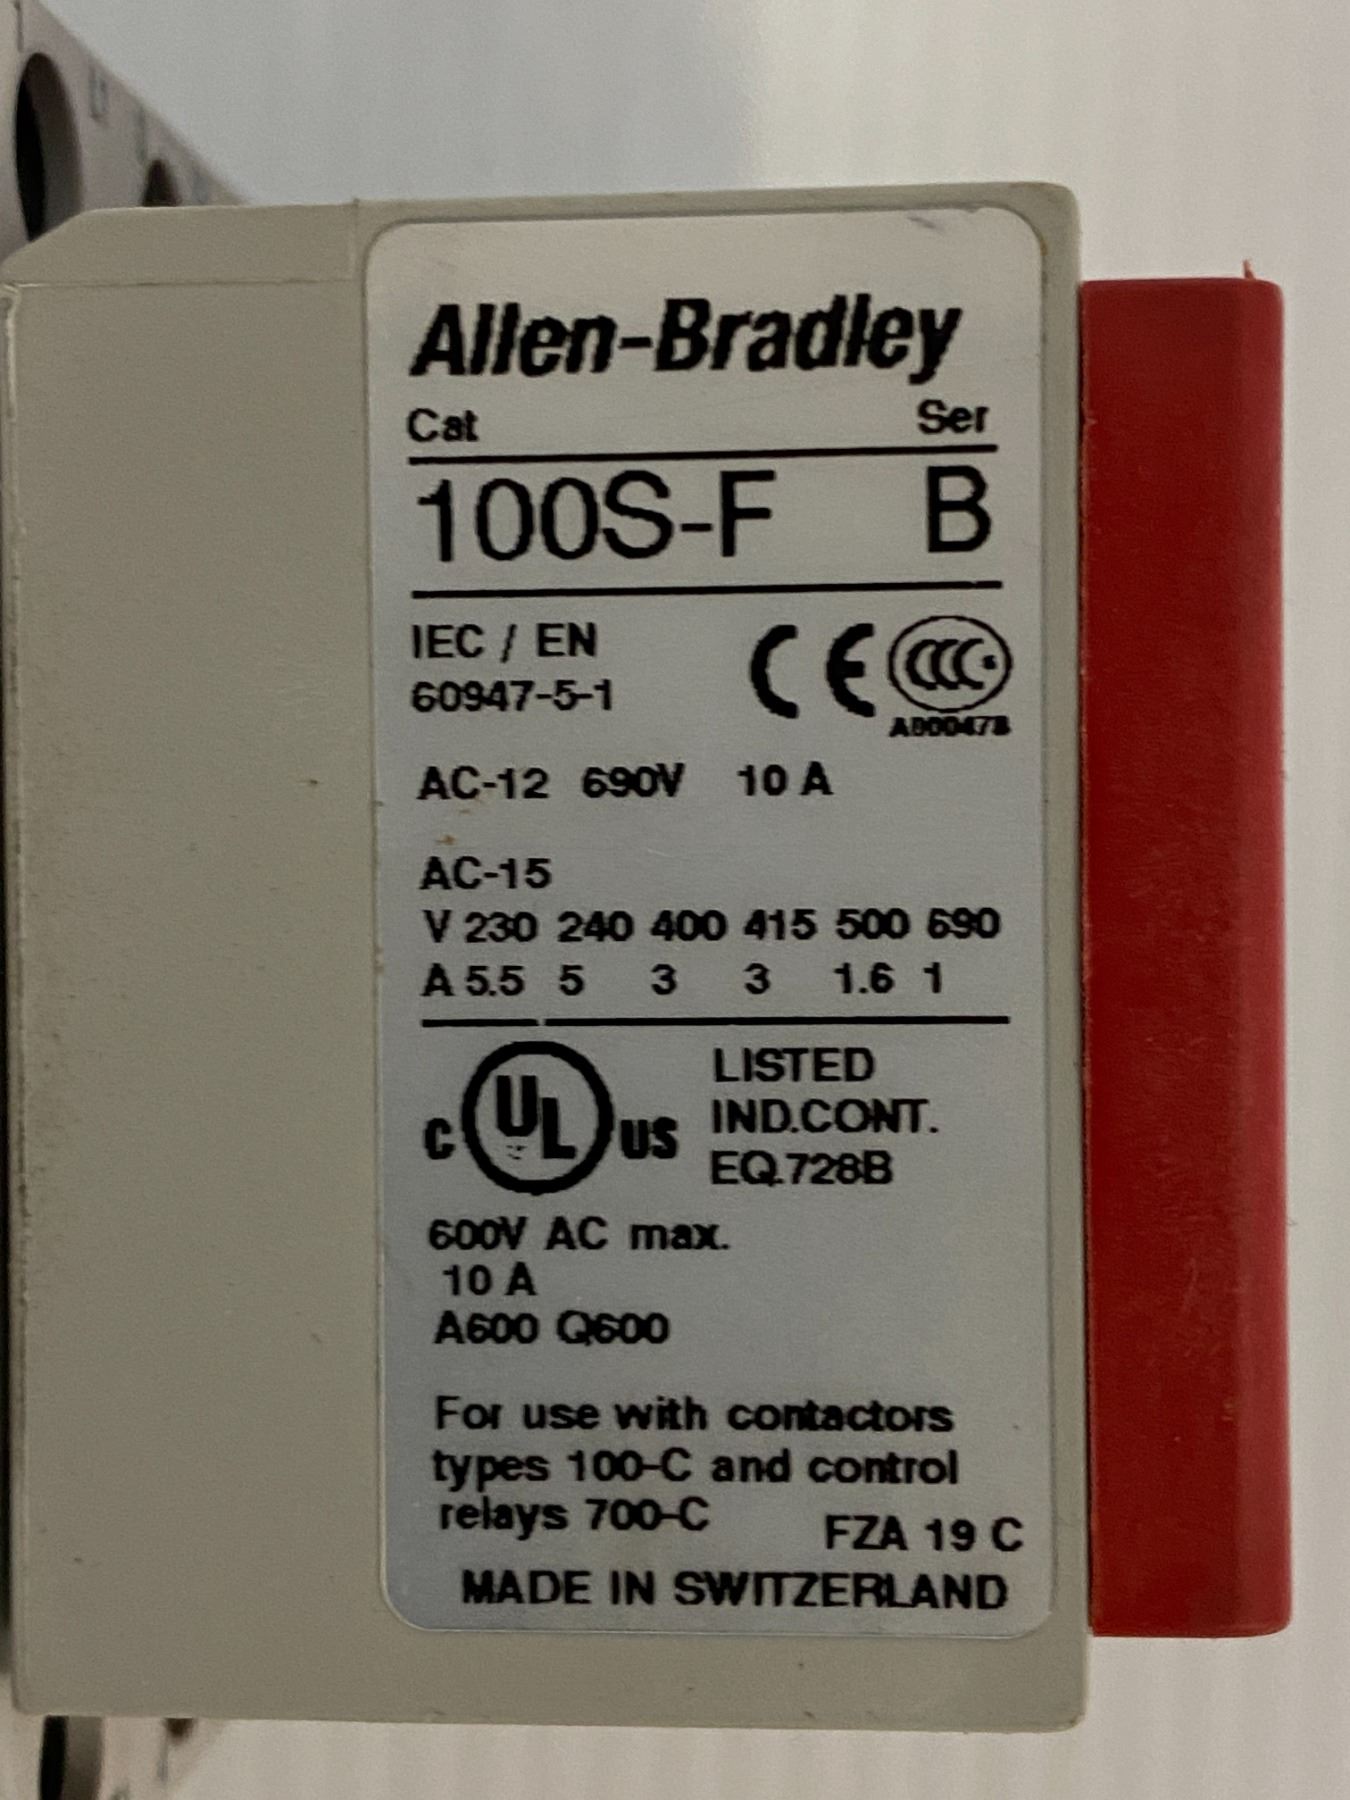 Allen-Bradley
Cat Ser
100S-F B
IEC / EN
60947-5-1
CE CCC
A000478
AC-12 690V 10 A
AC-15
V 230 240 400 415 500 690
A 5.5 5 3 3 1.6 1
C UL US
LISTED
IND.CONT.
EQ.728B
600V AC max.
10 A
A600 Q600
For use with contactors
types 100-C and control
relays 700-C
FZA 19 C
MADE IN SWITZERLAND